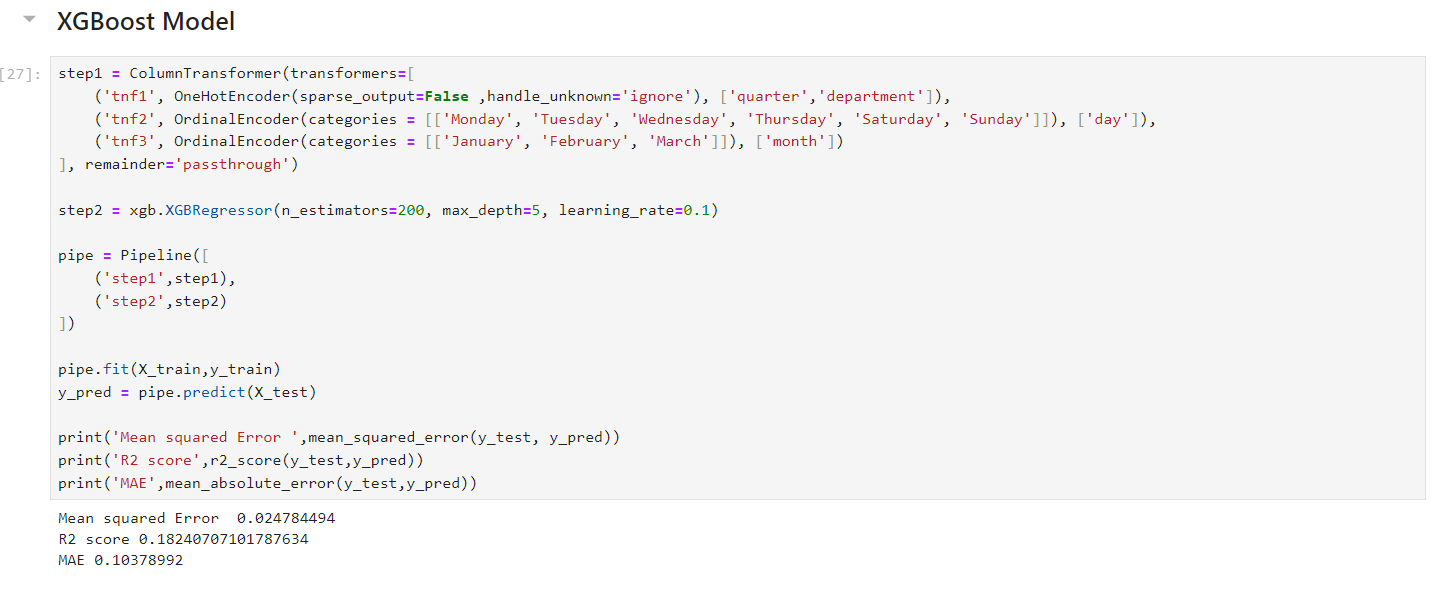 XGBoost Model
[27]:
step1 = ColumnTransformer(transformers=[
    ('tnf1', OneHotEncoder(sparse_output=False ,handle_unknown='ignore'), ['quarter','department']),
    ('tnf2', OrdinalEncoder(categories = [['Monday', 'Tuesday', 'Wednesday', 'Thursday', 'Saturday', 'Sunday']]), ['day']),
    ('tnf3', OrdinalEncoder(categories = [['January', 'February', 'March']]), ['month'])
], remainder='passthrough')
step2 = xgb.XGBRegressor(n_estimators=200, max_depth=5, learning_rate=0.1)
pipe = Pipeline([
    ('step1',step1),
    ('step2',step2)
])
pipe.fit(X_train,y_train)
y_pred = pipe.predict(X_test)
print('Mean squared Error ',mean_squared_error(y_test, y_pred))
print('R2 score',r2_score(y_test,y_pred))
print('MAE',mean_absolute_error(y_test,y_pred))
Mean squared Error  0.024784494
R2 score 0.18240707101787634
MAE 0.10378992